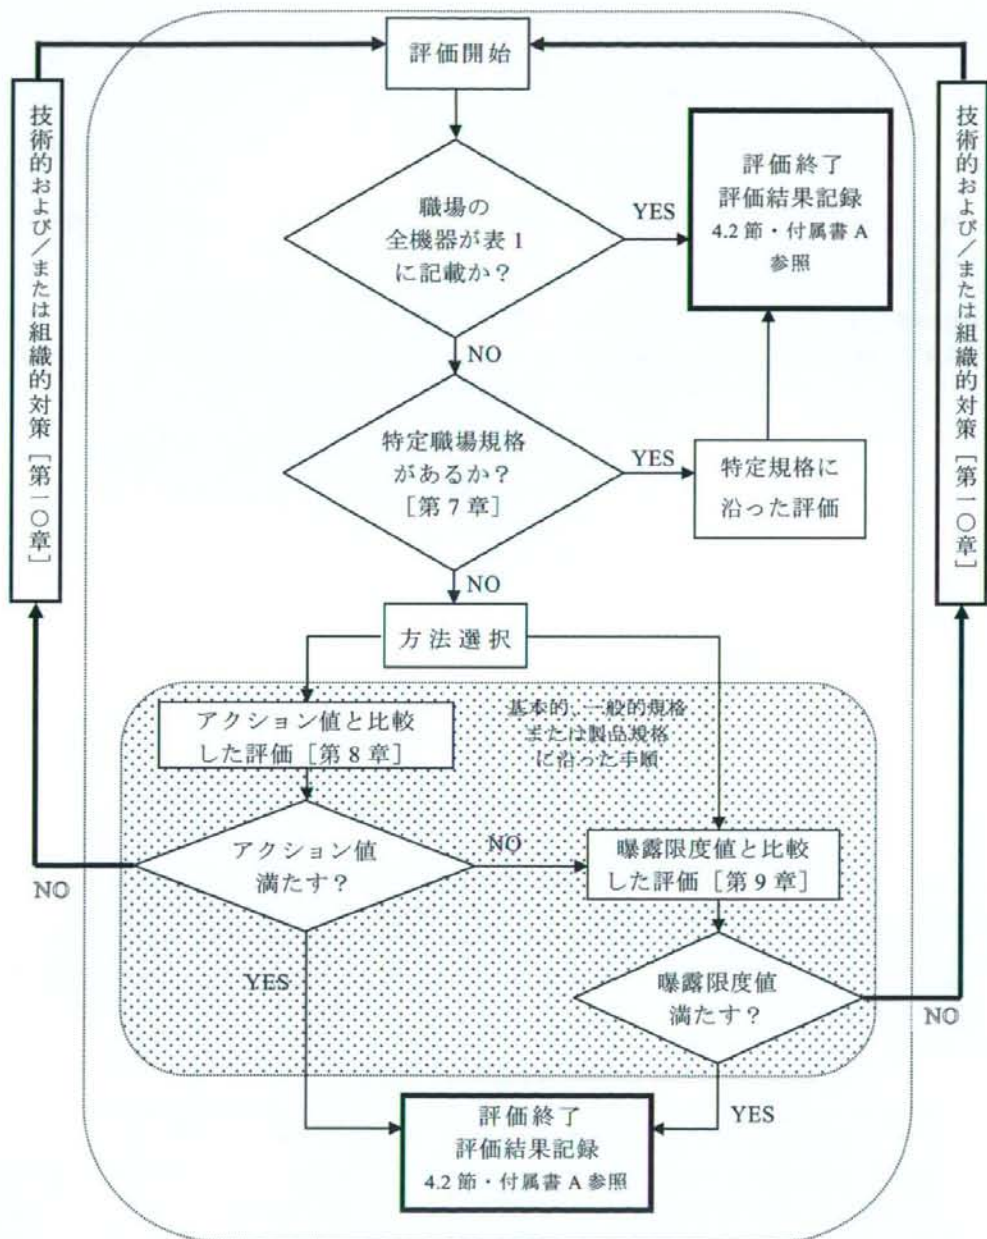 評価開始
技術的および/または組織的対策［第一〇章］
技術的および/または組織的対策［第一〇章］
職場の
全機器が表1
に記載か？
YES
評価終了
評価結果記録
4.2節・付属書A
参照
NO
特定職場規格
があるか？
［第7章］
YES
特定規格に
沿った評価
NO
方法選択
アクション値と比較
した評価［第8章］
基本的、一般的規格
または製品規格
に沿った手順
アクション値
満たす？
NO
NO
曝露限度値と比較
した評価［第9章］
YES
曝露限度値
満たす？
NO
YES
評価終了
評価結果記録
4.2節・付属書A参照